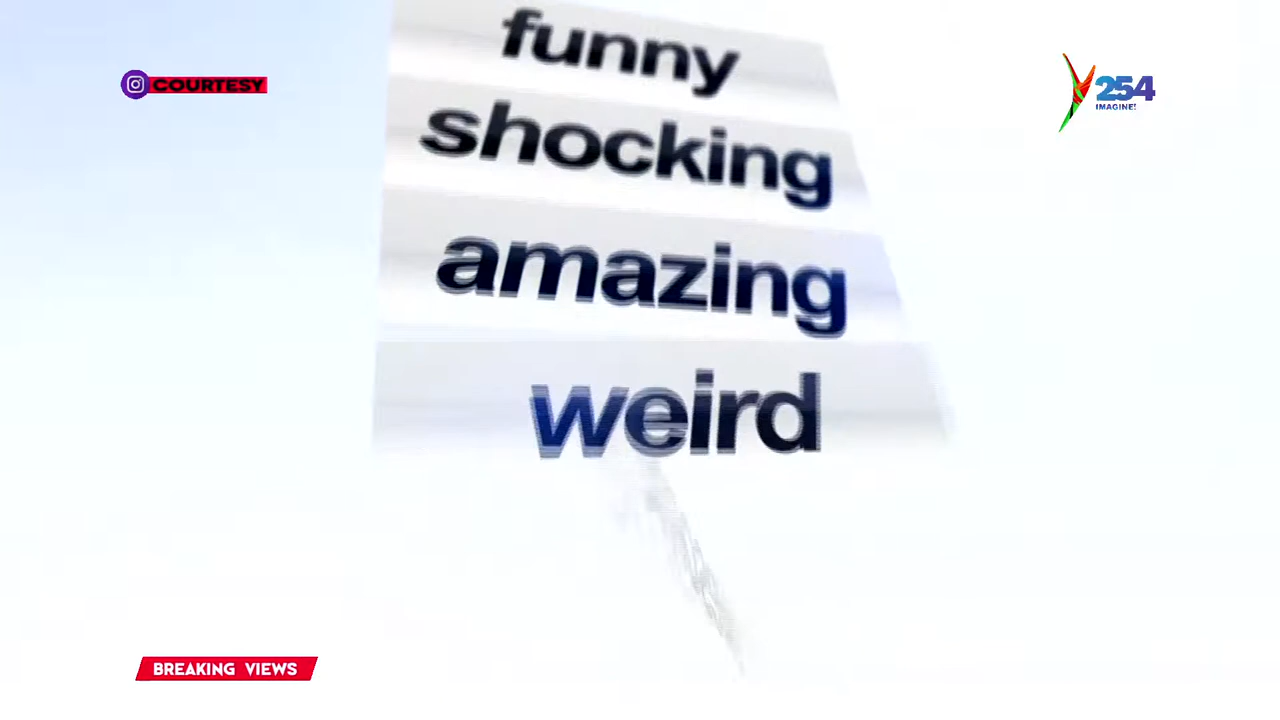 funny
COURTESY
254
IMAGINE!
shocking
amazing
weird
BREAKING VIEWS